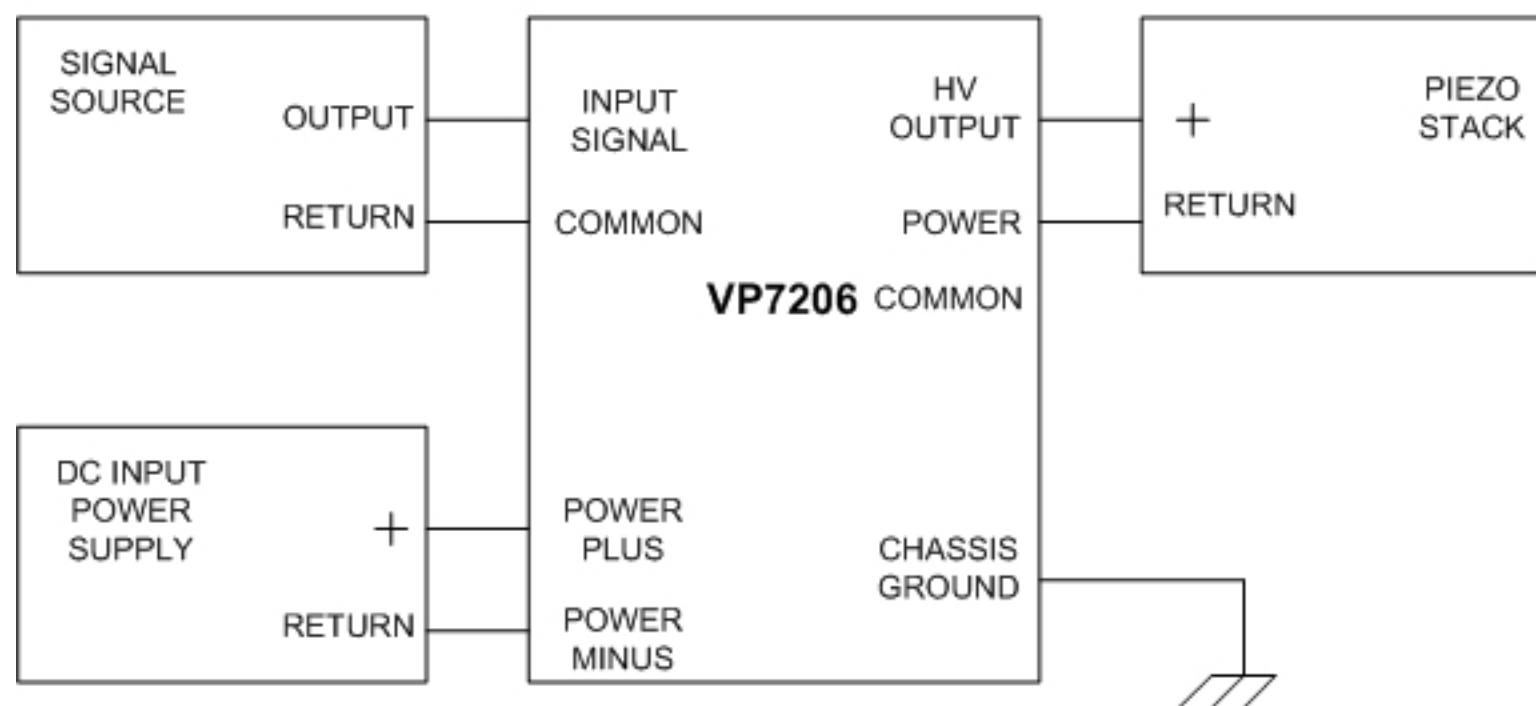 SIGNAL
SOURCE
OUTPUT
RETURN
INPUT
SIGNAL
COMMON
HV
OUTPUT
POWER
COMMON
VP7206
+
RETURN
PIEZO
STACK
DC INPUT
POWER
SUPPLY
+
RETURN
POWER
PLUS
POWER
MINUS
CHASSIS
GROUND